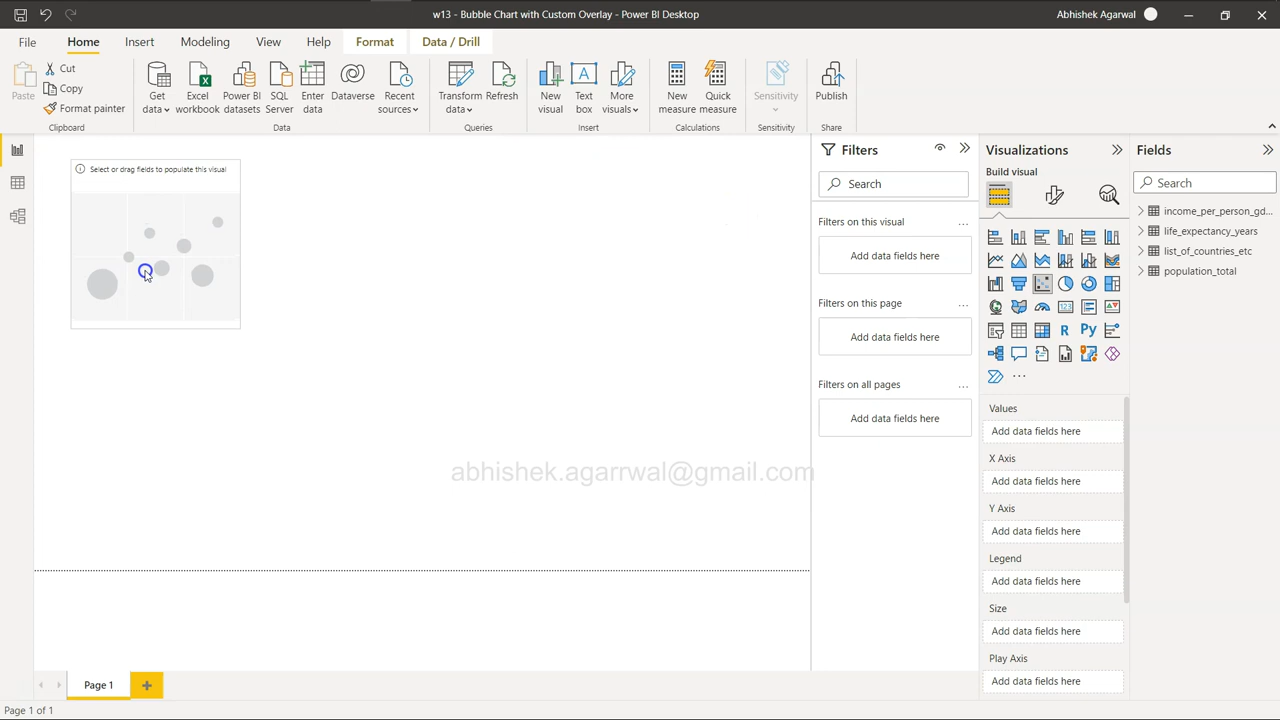 w13 - Bubble Chart with Custom Overlay - Power BI Desktop
Abhishek Agarwal
File
Home
Insert
Modeling
View
Help
Format
Data / Drill
Paste
Cut
Copy
Format painter
Clipboard
Get data
Excel workbook
Power BI datasets
SQL Server
Enter data
Dataverse
Recent sources
Data
Transform data
Refresh
Queries
New visual
Text box
More visuals
Insert
New measure
Quick measure
Calculations
Sensitivity
Sensitivity
Publish
Share
Select or drag fields to populate this visual
abhishek.agarrwal@gmail.com
Filters
Search
Filters on this visual
...
Add data fields here
Filters on this page
...
Add data fields here
Filters on all pages
...
Add data fields here
Visualizations
Build visual
R
Py
123
...
Values
Add data fields here
X Axis
Add data fields here
Y Axis
Add data fields here
Legend
Add data fields here
Size
Add data fields here
Play Axis
Add data fields here
Fields
Search
income_per_person_gd...
life_expectancy_years
list_of_countries_etc
population_total
Page 1
Page 1 of 1